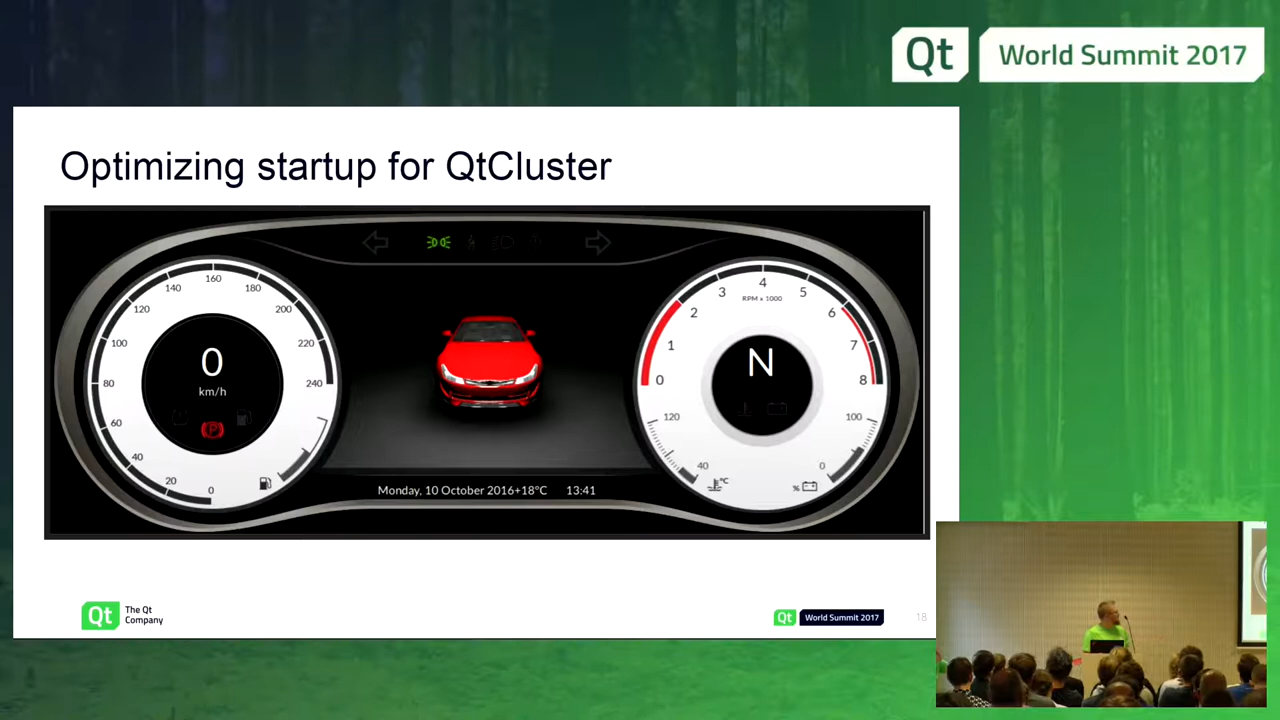 Qt World Summit 2017
Optimizing startup for QtCluster
160
140 180
120 200
100 220
80 240
60
40
20
0
0
km/h
P
4
3 5
RPM x 1000
2 6
1 7
0 8
N
120 100
40 0
°C %
Monday, 10 October 2016+18°C 13:41
Qt The Qt
Company
Qt World Summit 2017
18